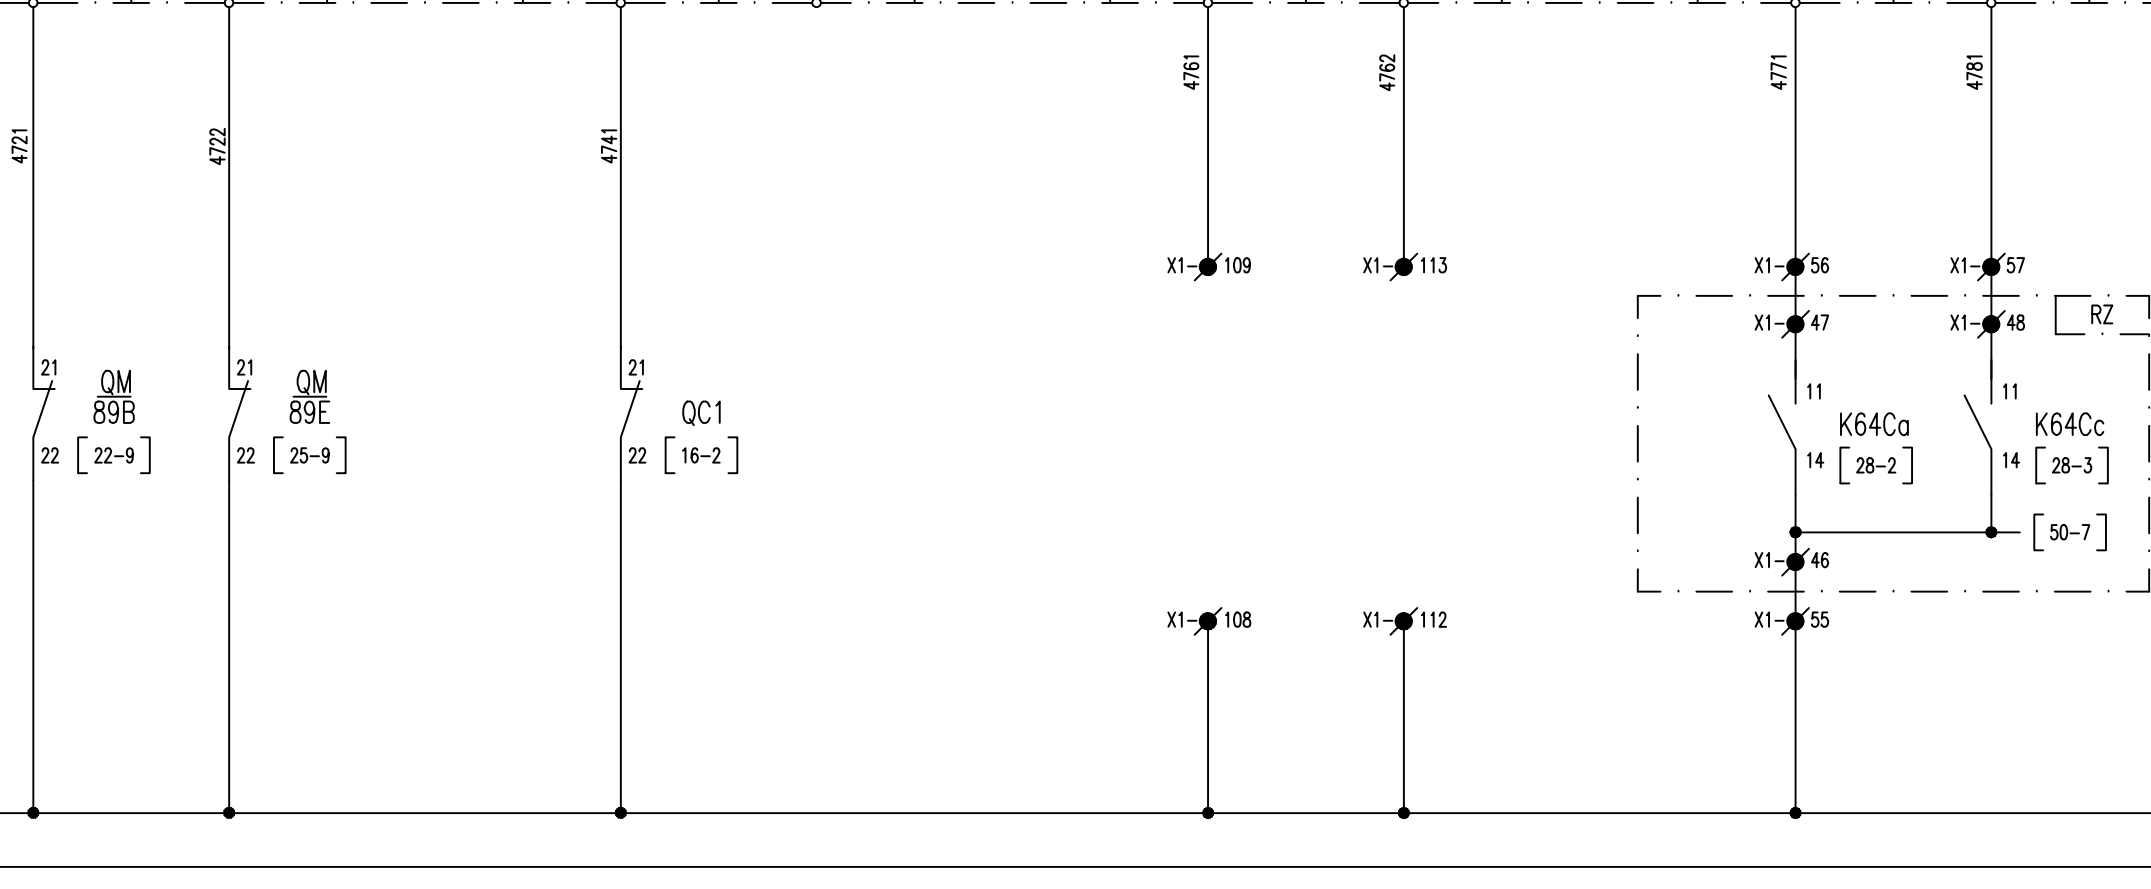 4721
4722
4741
4761
4762
4771
4781
X1-109
X1-113
X1-56
X1-57
X1-47
X1-48
RZ
21
QM
89B
22
[22-9]
21
QM
89E
22
[25-9]
21
QC1
22
[16-2]
11
K64Ca
14
[28-2]
11
K64Cc
14
[28-3]
[50-7]
X1-46
X1-108
X1-112
X1-55